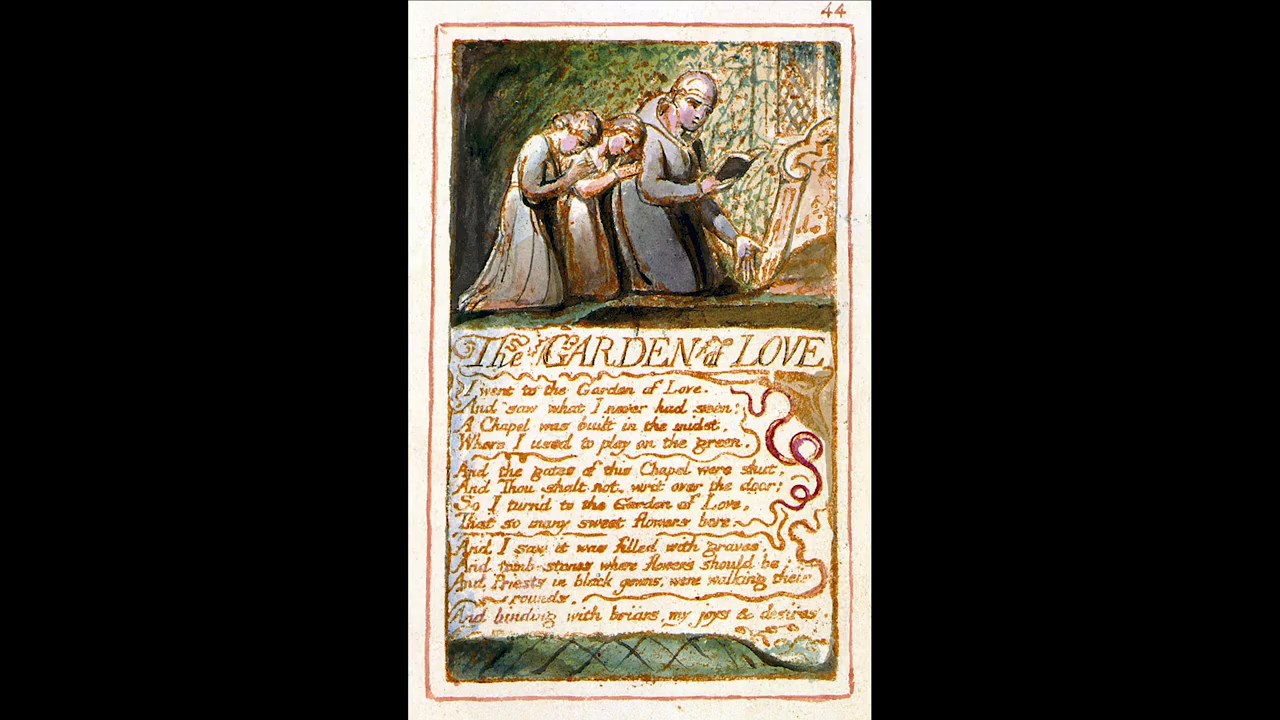 44
The GARDEN of LOVE
I went to the Garden of Love.
And saw what I never had seen:
A Chapel was built in the midst,
Where I used to play on the green.
And the gates of this Chapel were shut,
And Thou shalt not. writ over the door;
So I turn'd to the Garden of Love,
That so many sweet flowers bore.
And I saw it was filled with graves,
And tomb-stones where flowers should be:
And Priests in black gowns, were walking their
rounds,
And binding with briars, my joys & desires.